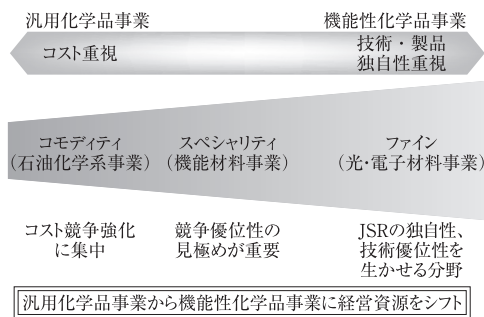 汎用化学品事業
機能性化学品事業
コスト重視
技術・製品
独自性重視
コモディティ
(石油化学系事業)
スペシャリティ
(機能材料事業)
ファイン
(光・電子材料事業)
コスト競争強化
に集中
競争優位性の
見極めが重要
JSRの独自性、
技術優位性を
生かせる分野
汎用化学品事業から機能性化学品事業に経営資源をシフト